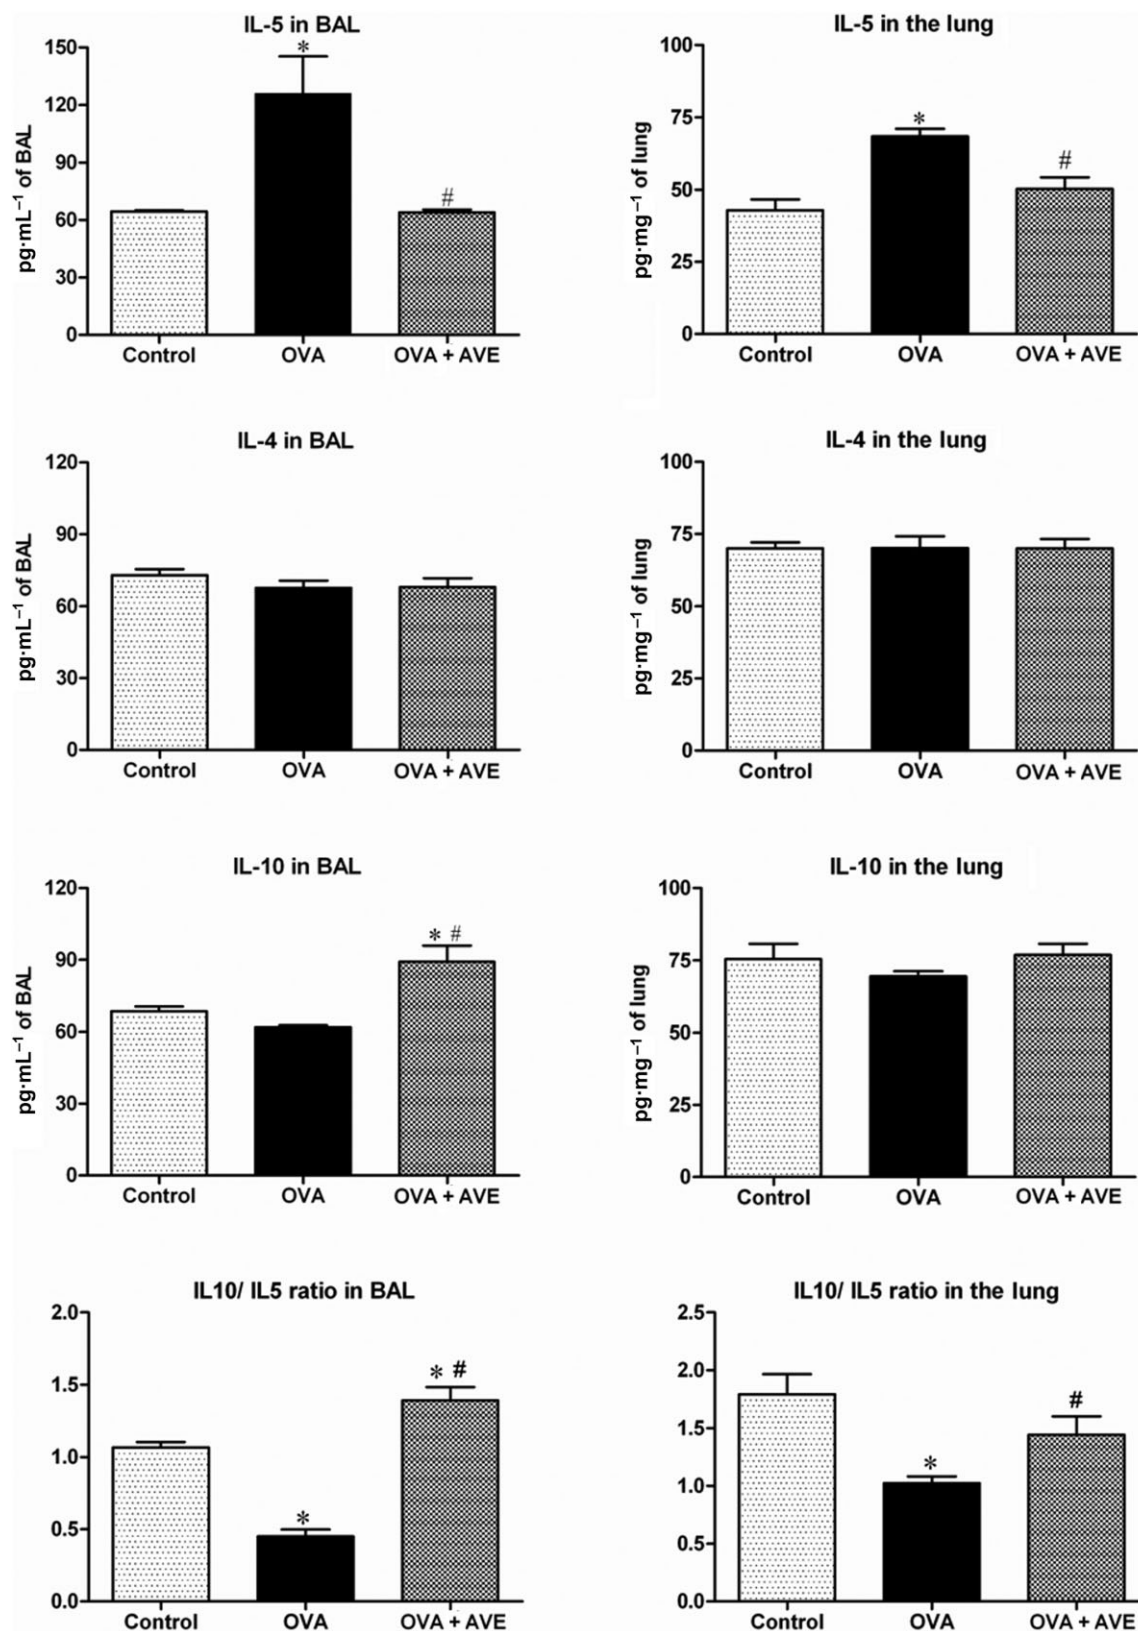 IL-5 in BAL
pg·mL⁻¹ of BAL
150
120
90
60
30
0
*
#
Control OVA OVA + AVE
IL-5 in the lung
pg·mg⁻¹ of lung
100
75
50
25
0
*
#
Control OVA OVA + AVE
IL-4 in BAL
pg·mL⁻¹ of BAL
120
90
60
30
0
Control OVA OVA + AVE
IL-4 in the lung
pg·mg⁻¹ of lung
100
75
50
25
0
Control OVA OVA + AVE
IL-10 in BAL
pg·mL⁻¹ of BAL
120
90
60
30
0
* #
Control OVA OVA + AVE
IL-10 in the lung
pg·mg⁻¹ of lung
100
75
50
25
0
Control OVA OVA + AVE
IL10/ IL5 ratio in BAL
2.0
1.5
1.0
0.5
0.0
*
* #
Control OVA OVA + AVE
IL10/ IL5 ratio in the lung
2.5
2.0
1.5
1.0
0.5
0.0
*
#
Control OVA OVA + AVE